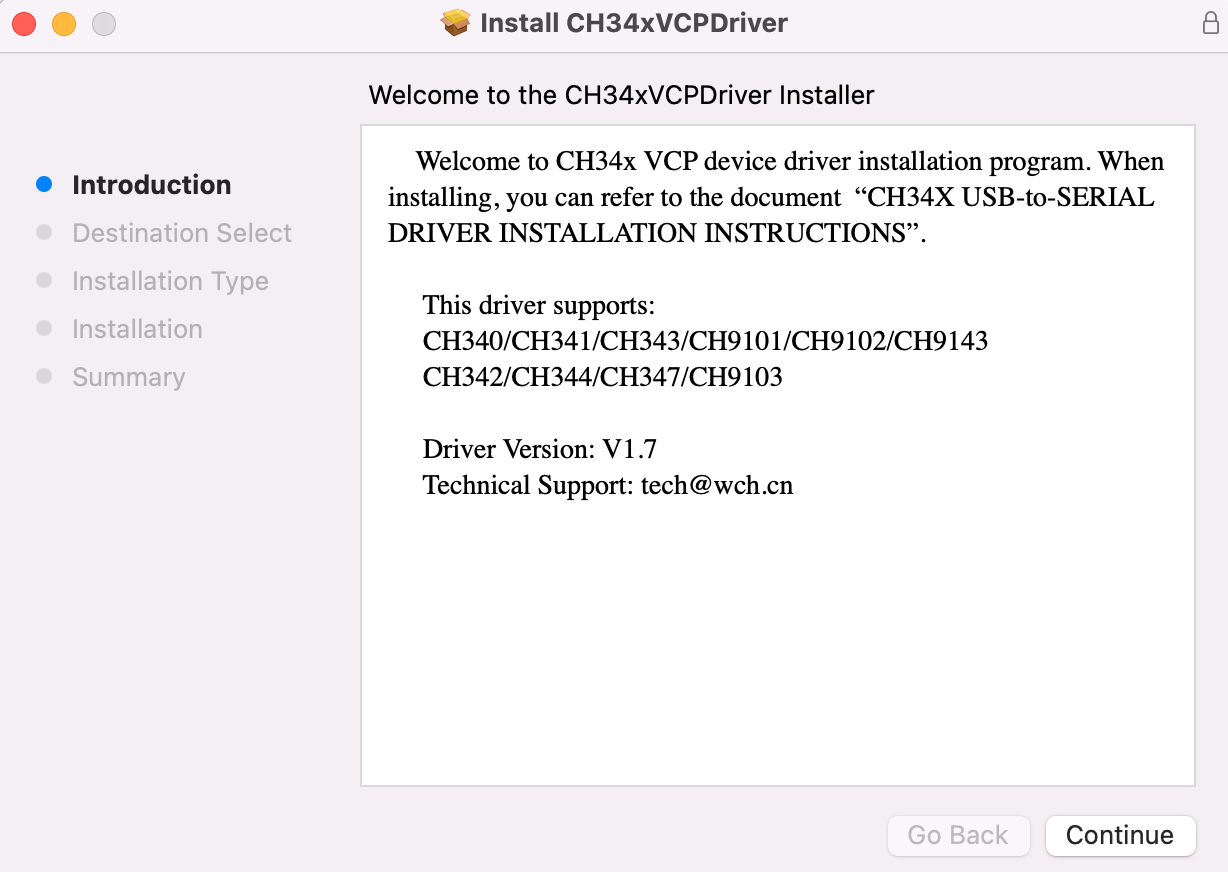 Install CH34xVCPDriver
Welcome to the CH34xVCPDriver Installer
Introduction
Destination Select
Installation Type
Installation
Summary
Welcome to CH34x VCP device driver installation program. When
installing, you can refer to the document “CH34X USB-to-SERIAL
DRIVER INSTALLATION INSTRUCTIONS”.
This driver supports:
CH340/CH341/CH343/CH9101/CH9102/CH9143
CH342/CH344/CH347/CH9103
Driver Version: V1.7
Technical Support: tech@wch.cn
Go Back
Continue